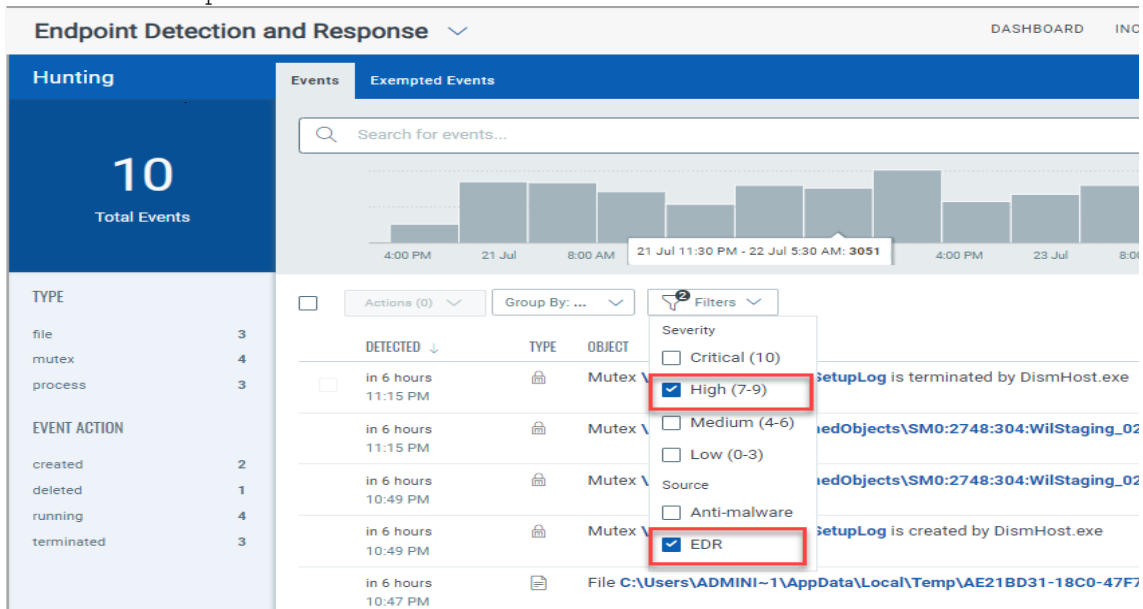 Endpoint Detection and Response
DASHBOARD
Hunting
Events
Exempted Events
Search for events...
10
Total Events
4:00 PM
21 Jul
8:00 AM
21 Jul 11:30 PM - 22 Jul 5:30 AM: 3051
4:00 PM
23 Jul
TYPE
file 3
mutex 4
process 3
EVENT ACTION
created 2
deleted 1
running 4
terminated 3
Actions (0)
Group By: ...
2
Filters
Severity
Critical (10)
High (7-9)
Medium (4-6)
Low (0-3)
Source
Anti-malware
EDR
DETECTED
TYPE
OBJECT
in 6 hours
11:15 PM
Mutex \ SetupLog is terminated by DismHost.exe
in 6 hours
11:15 PM
Mutex \ nedObjects\SM0:2748:304:WilStaging_02
in 6 hours
10:49 PM
Mutex \ nedObjects\SM0:2748:304:WilStaging_02
in 6 hours
10:49 PM
Mutex \ SetupLog is created by DismHost.exe
in 6 hours
10:47 PM
File C:\Users\ADMINI~1\AppData\Local\Temp\AE21BD31-18C0-47F7